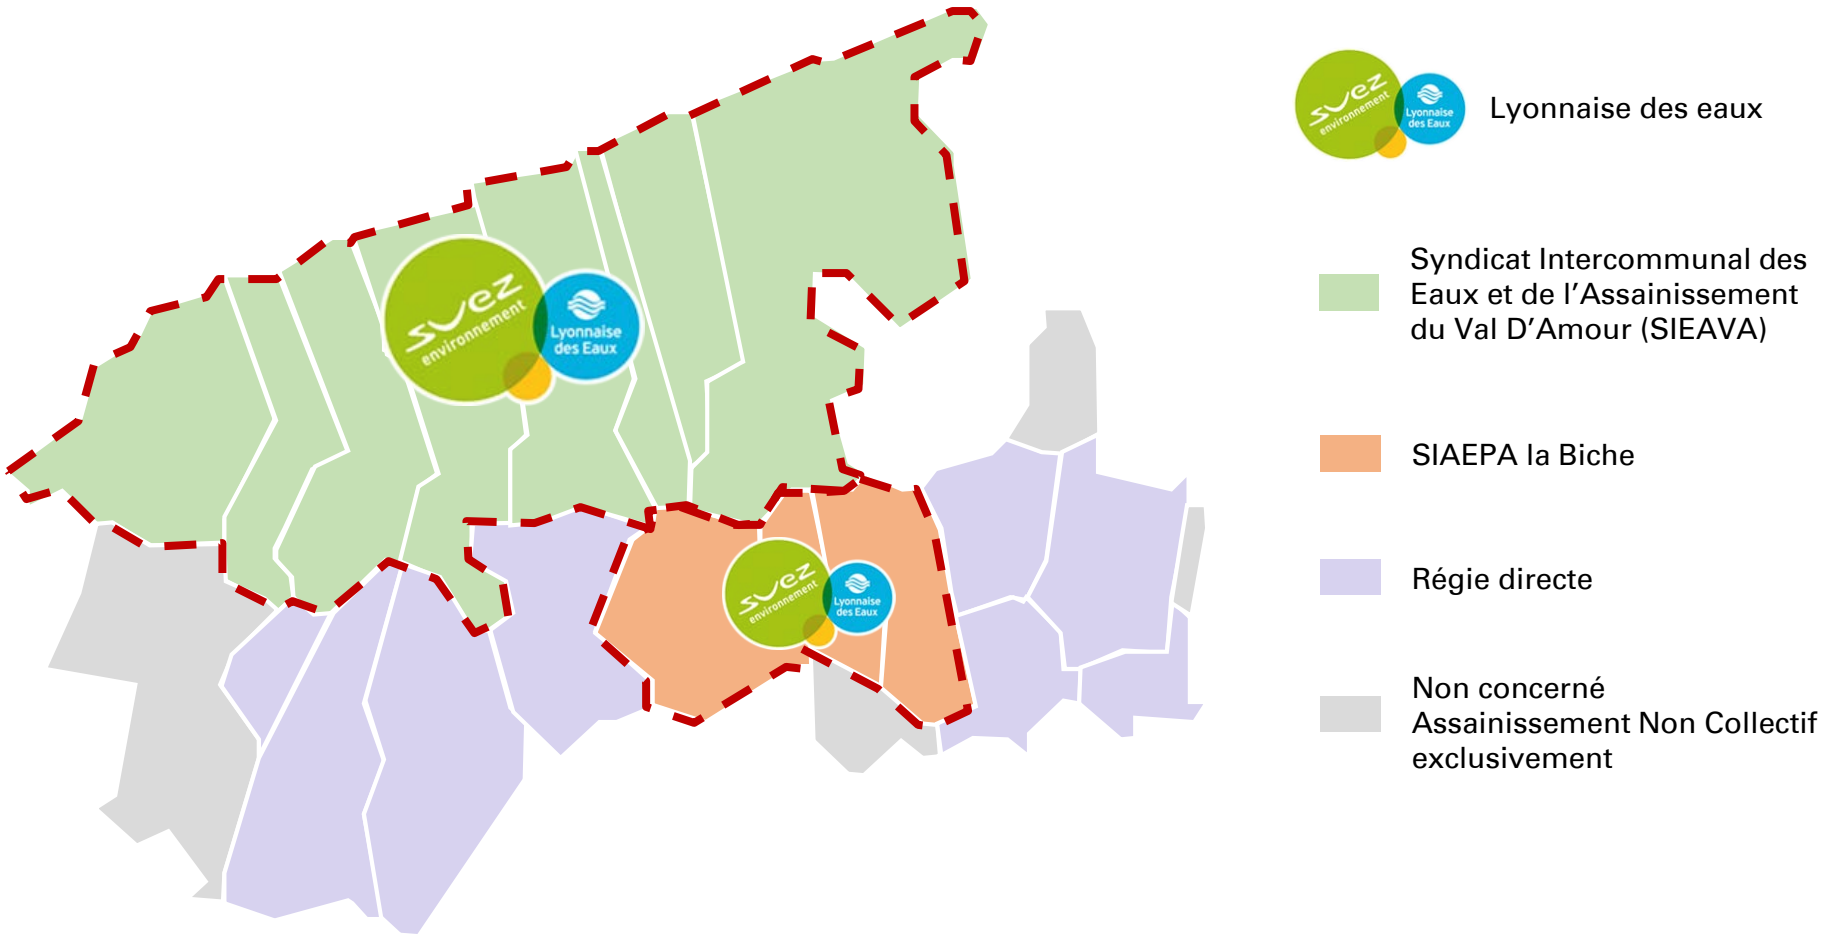 suez
environnement
Lyonnaise
des Eaux
Lyonnaise des eaux
Syndicat Intercommunal des
Eaux et de l'Assainissement
du Val D'Amour (SIEAVA)
suez
environnement
Lyonnaise
des Eaux
SIAEPA la Biche
suez
environnement
Lyonnaise
des Eaux
Régie directe
Non concerné
Assainissement Non Collectif
exclusivement